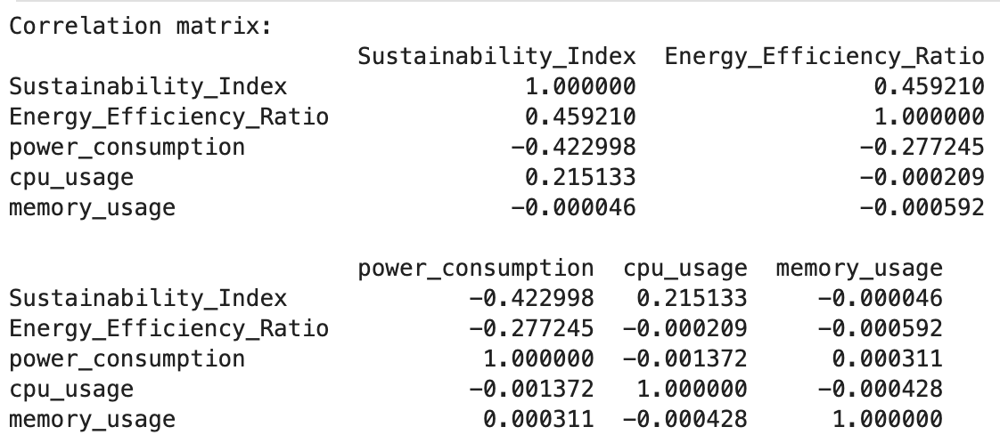 Correlation matrix:
Sustainability_Index Energy_Efficiency_Ratio
Sustainability_Index 1.000000 0.459210
Energy_Efficiency_Ratio 0.459210 1.000000
power_consumption -0.422998 -0.277245
cpu_usage 0.215133 -0.000209
memory_usage -0.000046 -0.000592
power_consumption cpu_usage memory_usage
Sustainability_Index -0.422998 0.215133 -0.000046
Energy_Efficiency_Ratio -0.277245 -0.000209 -0.000592
power_consumption 1.000000 -0.001372 0.000311
cpu_usage -0.001372 1.000000 -0.000428
memory_usage 0.000311 -0.000428 1.000000